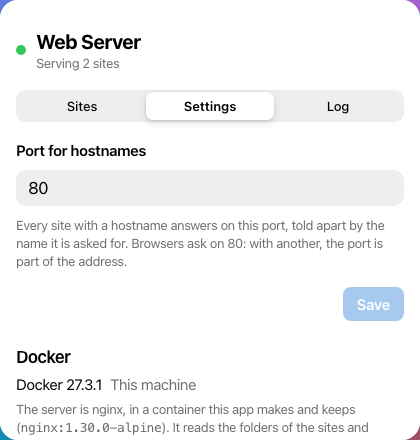 Web Server
Serving 2 sites
Sites
Settings
Log
Port for hostnames
80
Every site with a hostname answers on this port, told apart by the
name it is asked for. Browsers ask on 80: with another, the port is
part of the address.
Save
Docker
Docker 27.3.1 This machine
The server is nginx, in a container this app makes and keeps
(nginx:1.30.0-alpine). It reads the folders of the sites and